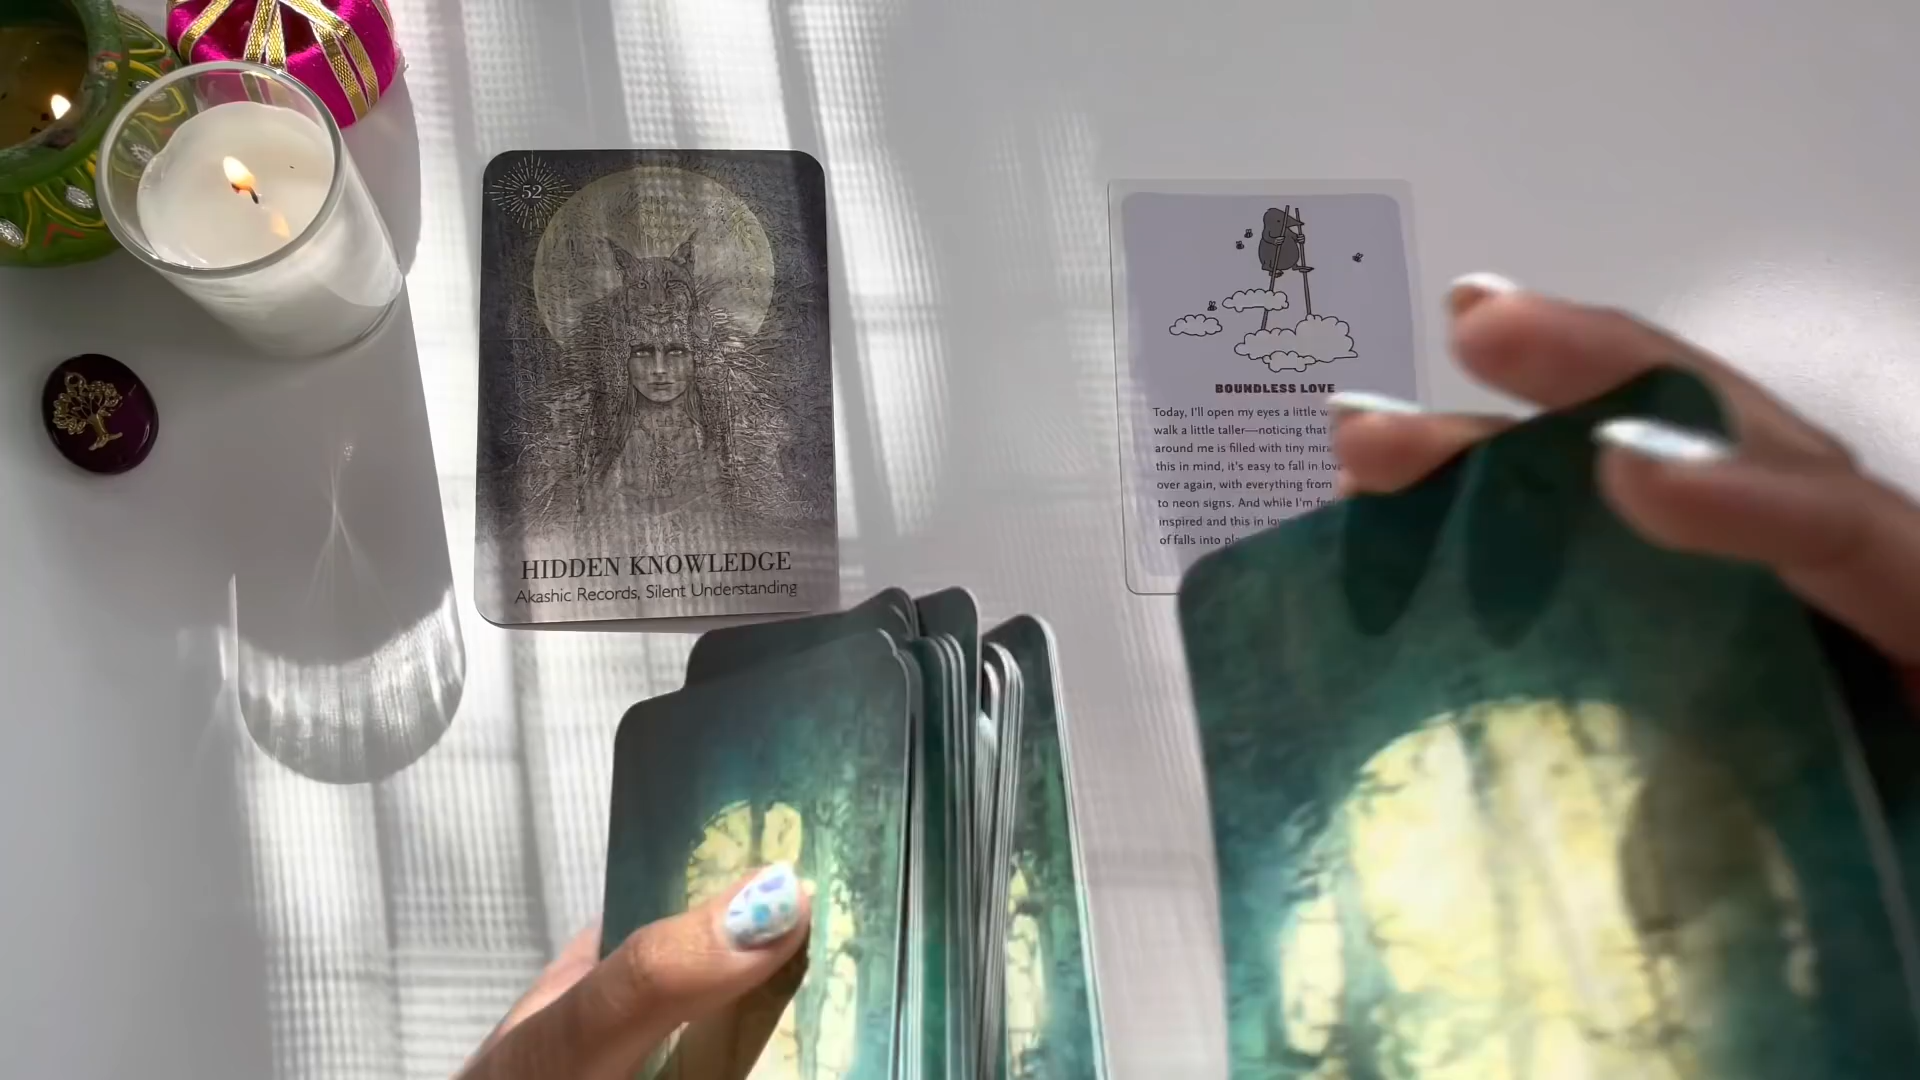 52
HIDDEN KNOWLEDGE
Akashic Records, Silent Understanding
BOUNDLESS LOVE
Today, I'll open my eyes a little
walk a little taller—noticing that
around me is filled with tiny
this in mind, it's easy to fall in
over again, with everything from
to neon signs. And while I'm
inspired and this in
of falls into